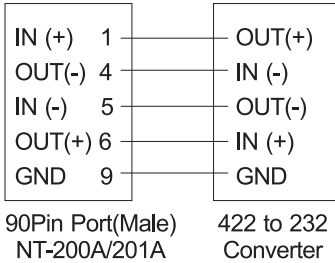 IN (+) 1 OUT(+)
OUT(-) 4 IN (-)
IN (-) 5 OUT(-)
OUT(+) 6 IN (+)
GND 9 GND
90Pin Port(Male) 422 to 232
NT-200A/201A Converter